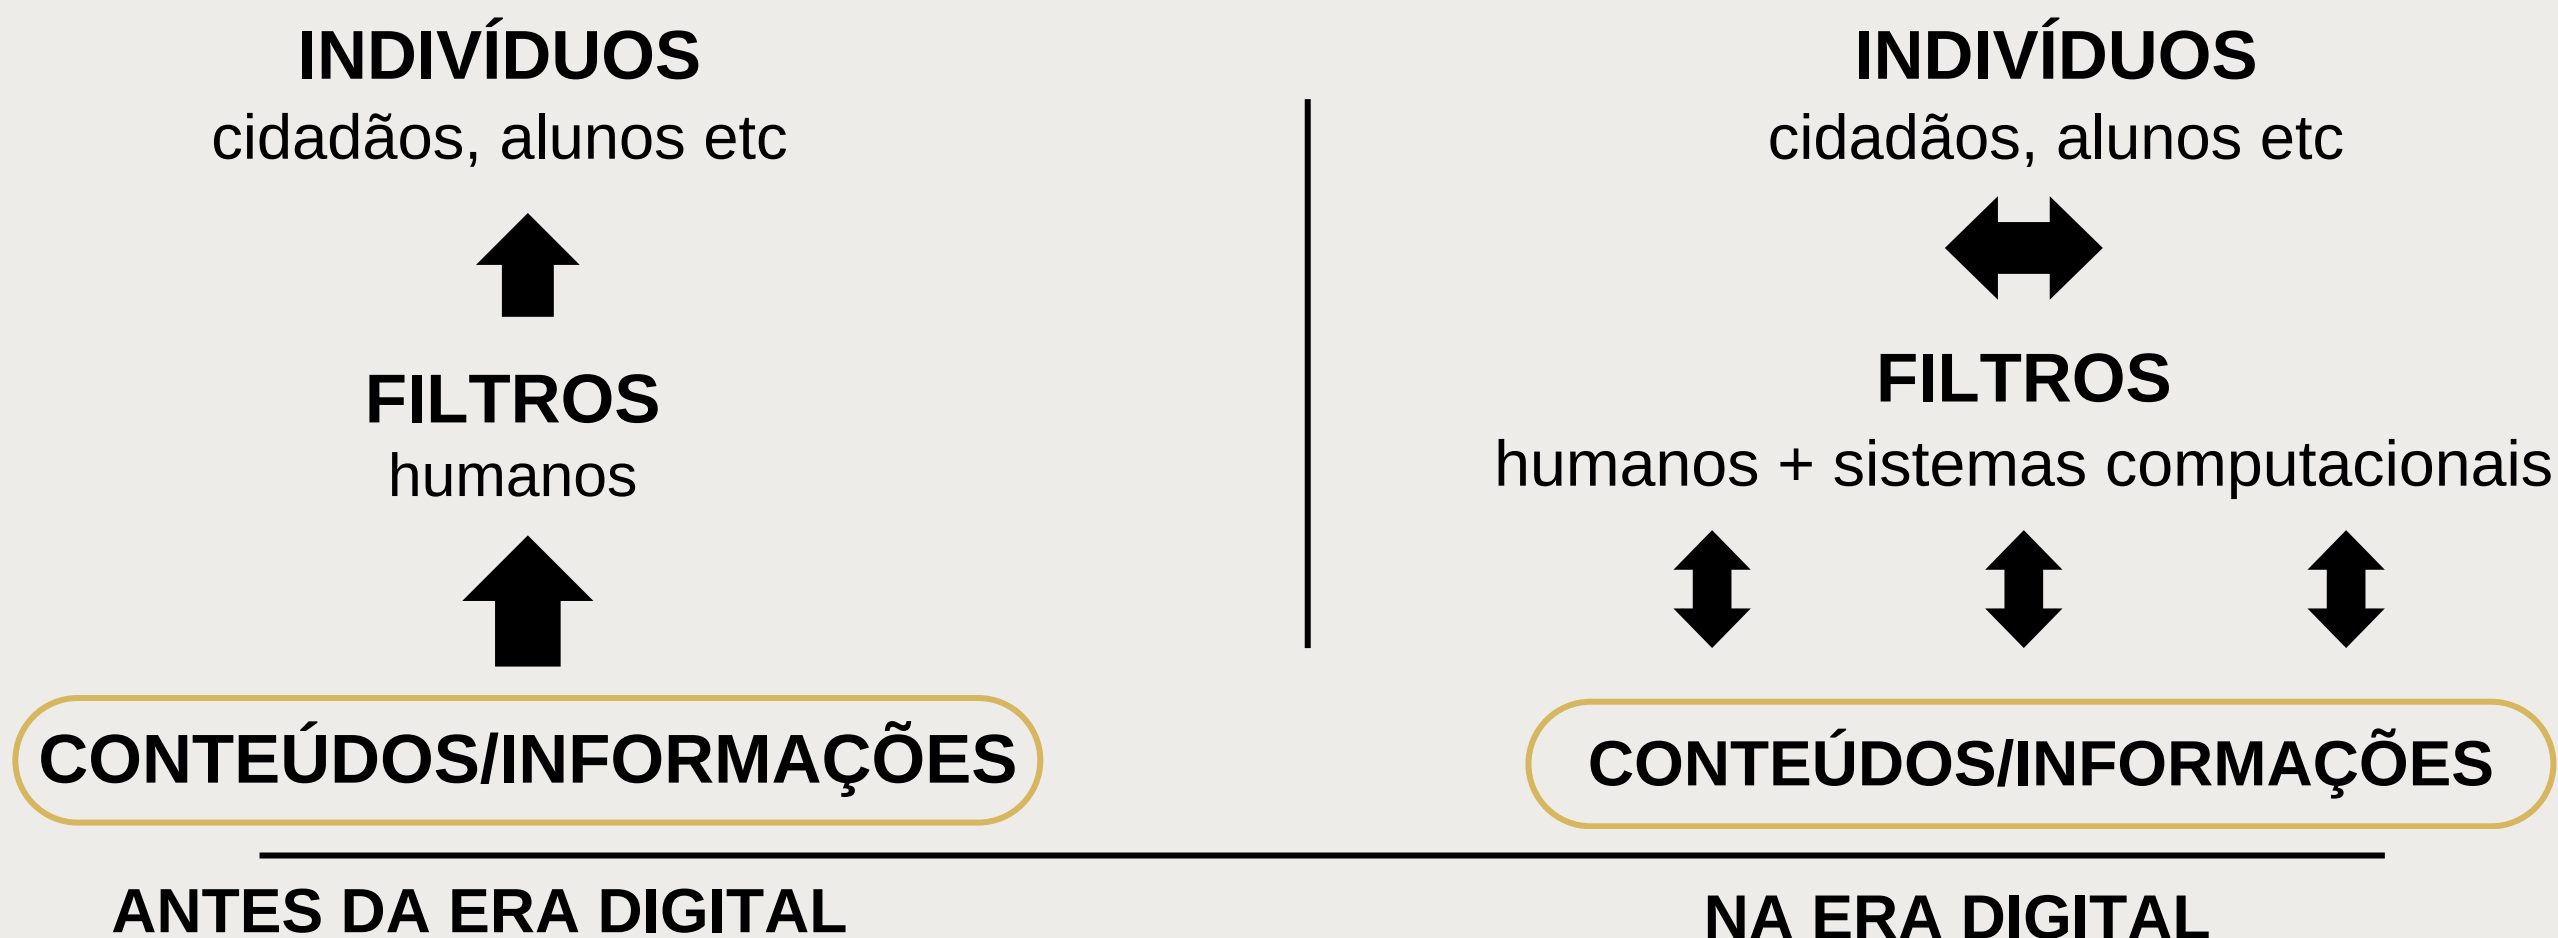 INDIVÍDUOS
cidadãos, alunos etc
FILTROS
humanos
CONTEÚDOS/INFORMAÇÕES
ANTES DA ERA DIGITAL
INDIVÍDUOS
cidadãos, alunos etc
FILTROS
humanos + sistemas computacionais
CONTEÚDOS/INFORMAÇÕES
NA ERA DIGITAL